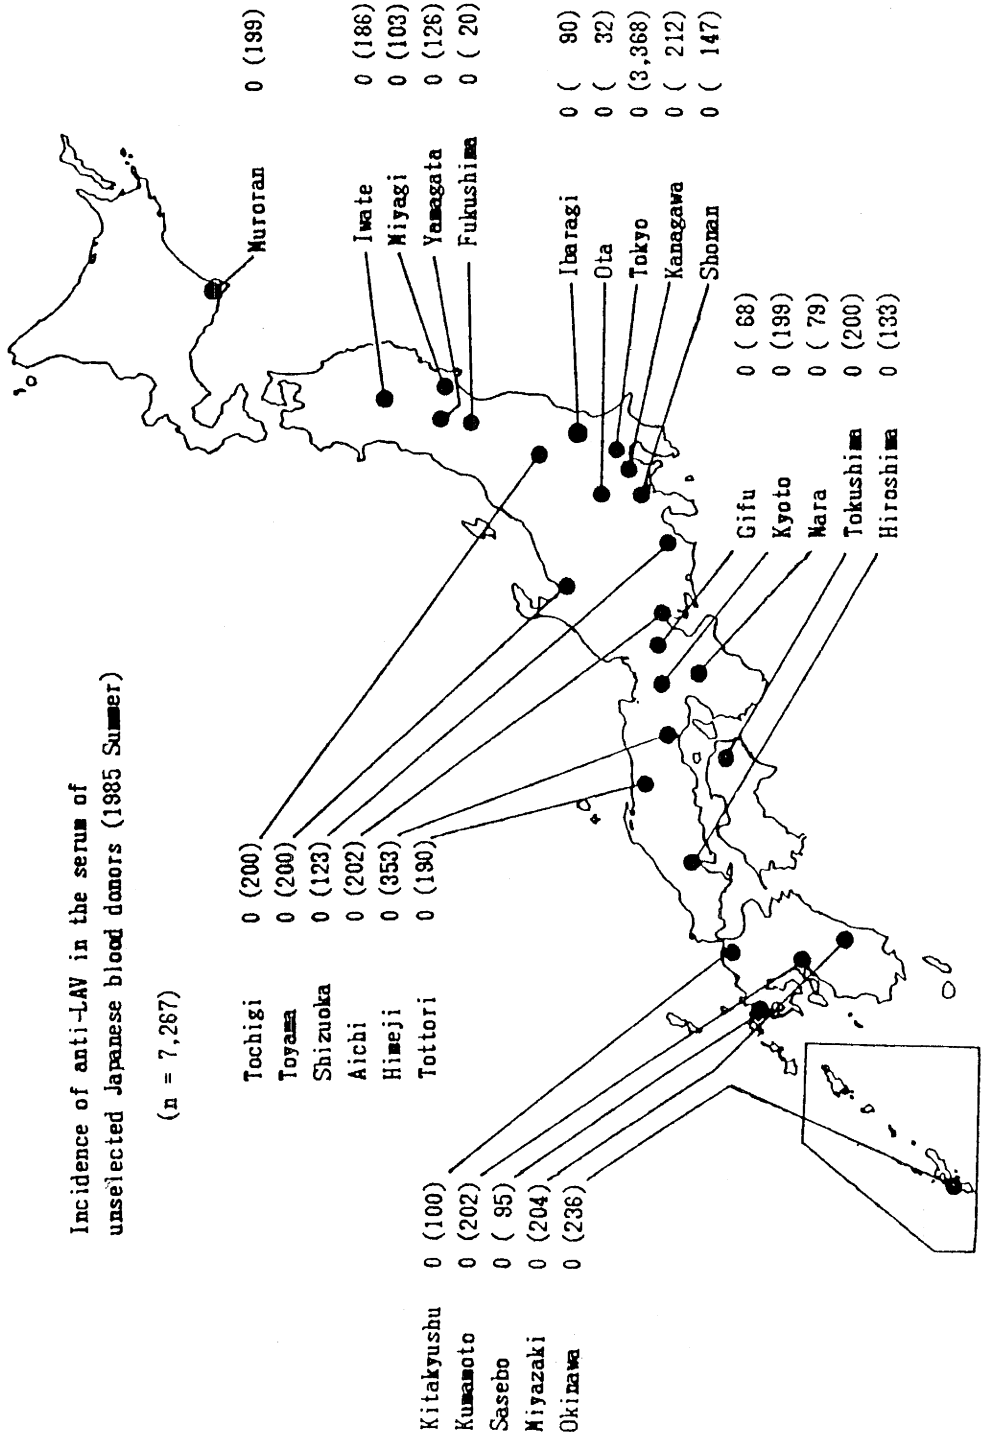 Incidence of anti-LAV in the serum of
unselected Japanese blood donors (1985 Summer)
(n = 7,267)
Muroran 0 (199)
Iwate 0 (186)
Miyagi 0 (103)
Yamagata 0 (126)
Fukushima 0 ( 20)
Ibaragi 0 ( 90)
Ota 0 ( 32)
Tokyo 0 (3,368)
Kanagawa 0 ( 212)
Shonan 0 ( 147)
Tochigi 0 (200)
Toyama 0 (200)
Shizuoka 0 (123)
Aichi 0 (202)
Himeji 0 (353)
Tottori 0 (190)
Gifu 0 ( 68)
Kyoto 0 (199)
Nara 0 ( 79)
Tokushima 0 (200)
Hiroshima 0 (133)
Kitakyushu 0 (100)
Kumamoto 0 (202)
Sasebo 0 ( 95)
Miyazaki 0 (204)
Okinawa 0 (236)